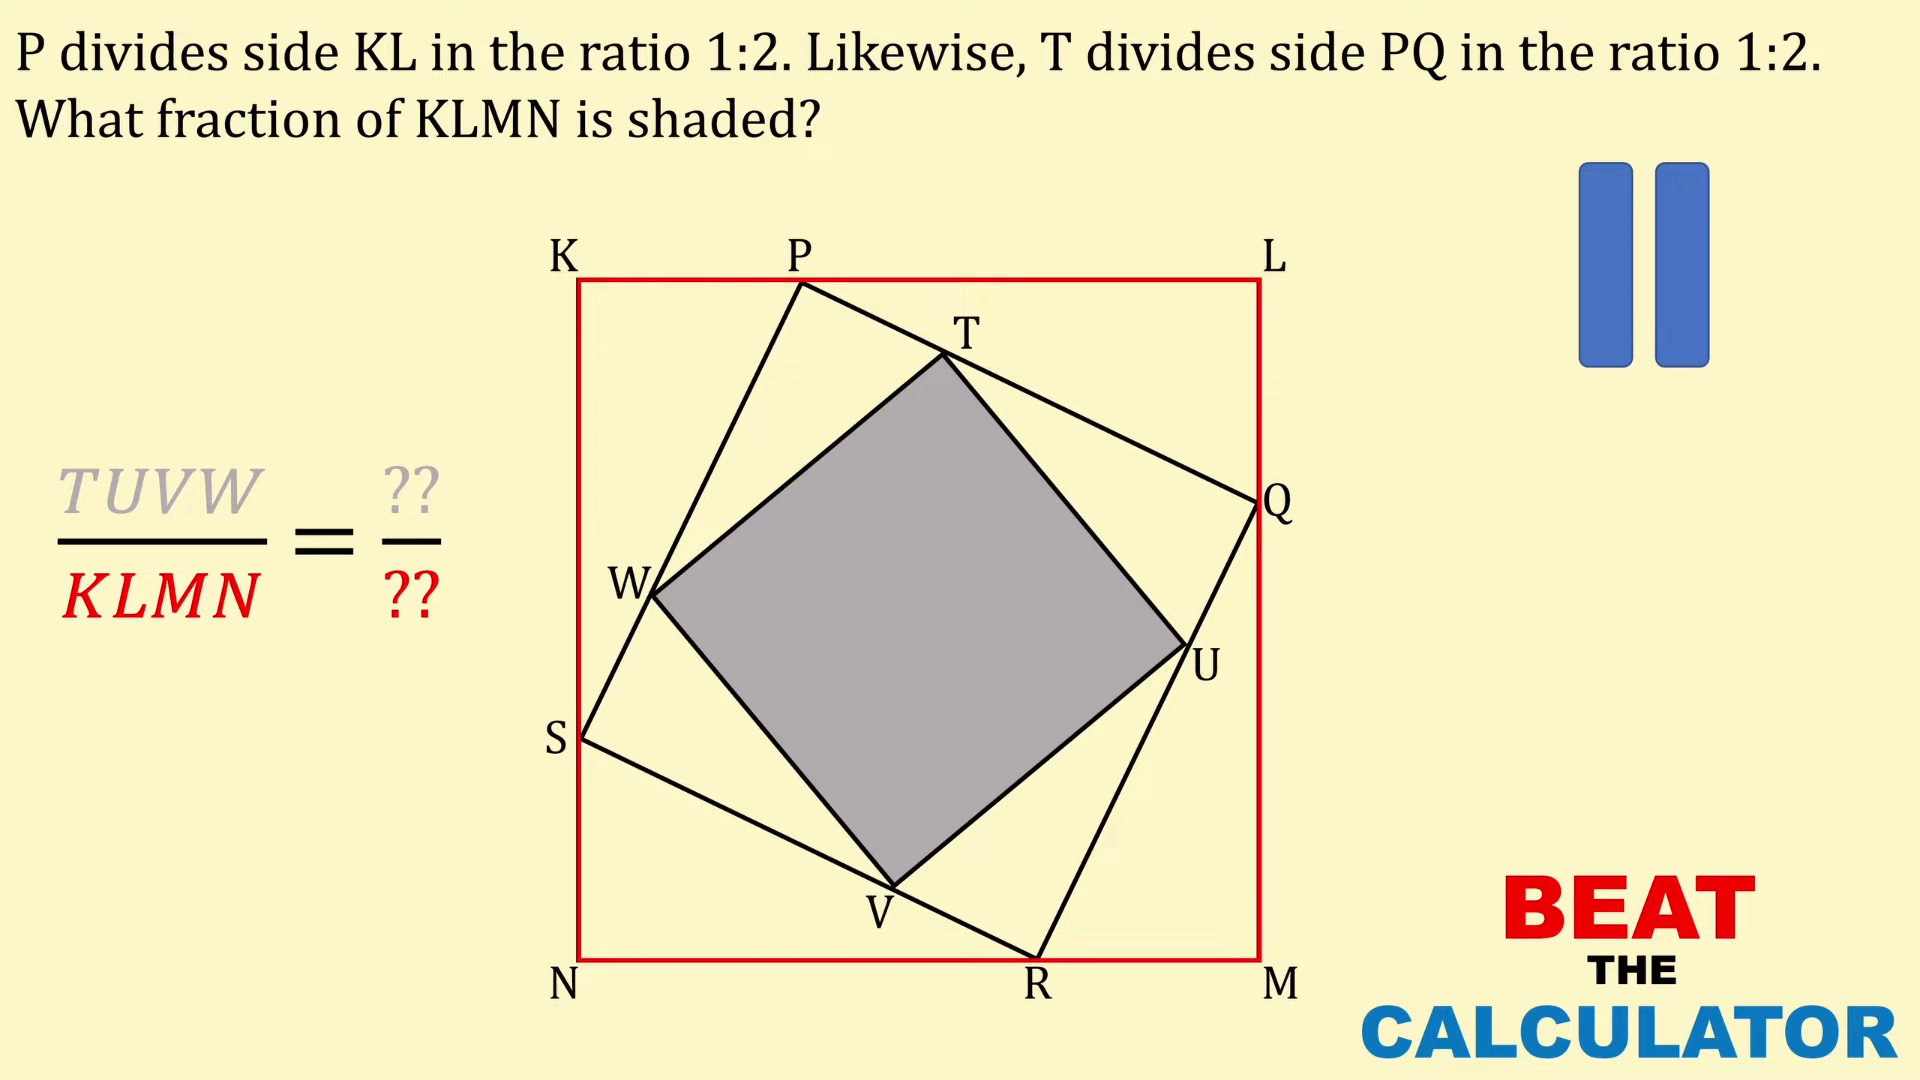 P divides side KL in the ratio 1:2. Likewise, T divides side PQ in the ratio 1:2.
What fraction of KLMN is shaded?
K P L
T
TUVW/KLMN = ??/??
Q
W
U
S
V
N R M
BEAT
THE
CALCULATOR